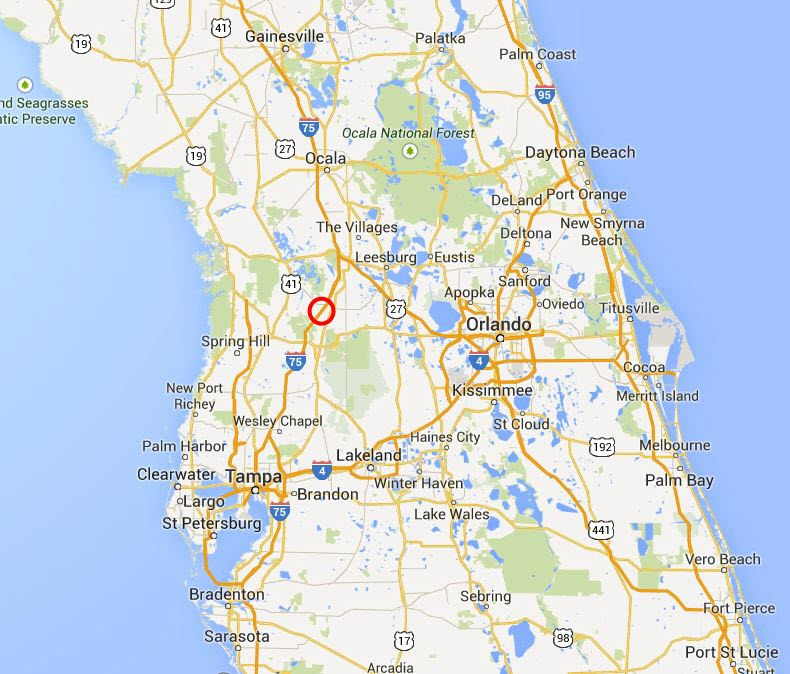 129
41
Gainesville
Palatka
19
Palm Coast
95
nd Seagrasses
atic Preserve
75
Ocala National Forest
27
19
Ocala
Daytona Beach
DeLand
Port Orange
The Villages
Deltona
New Smyrna
Beach
Leesburg
Eustis
41
Sanford
Apopka
27
Oviedo
Titusville
Orlando
Spring Hill
75
4
Cocoa
New Port
Richey
Kissimmee
Merritt Island
Wesley Chapel
St Cloud
Haines City
Palm Harbor
192
Melbourne
Lakeland
Clearwater
Tampa
4
Winter Haven
Palm Bay
Largo
Brandon
75
Lake Wales
St Petersburg
441
Vero Beach
Bradenton
Sebring
Fort Pierce
Sarasota
17
98
Port St Lucie
Arcadia
Stuart